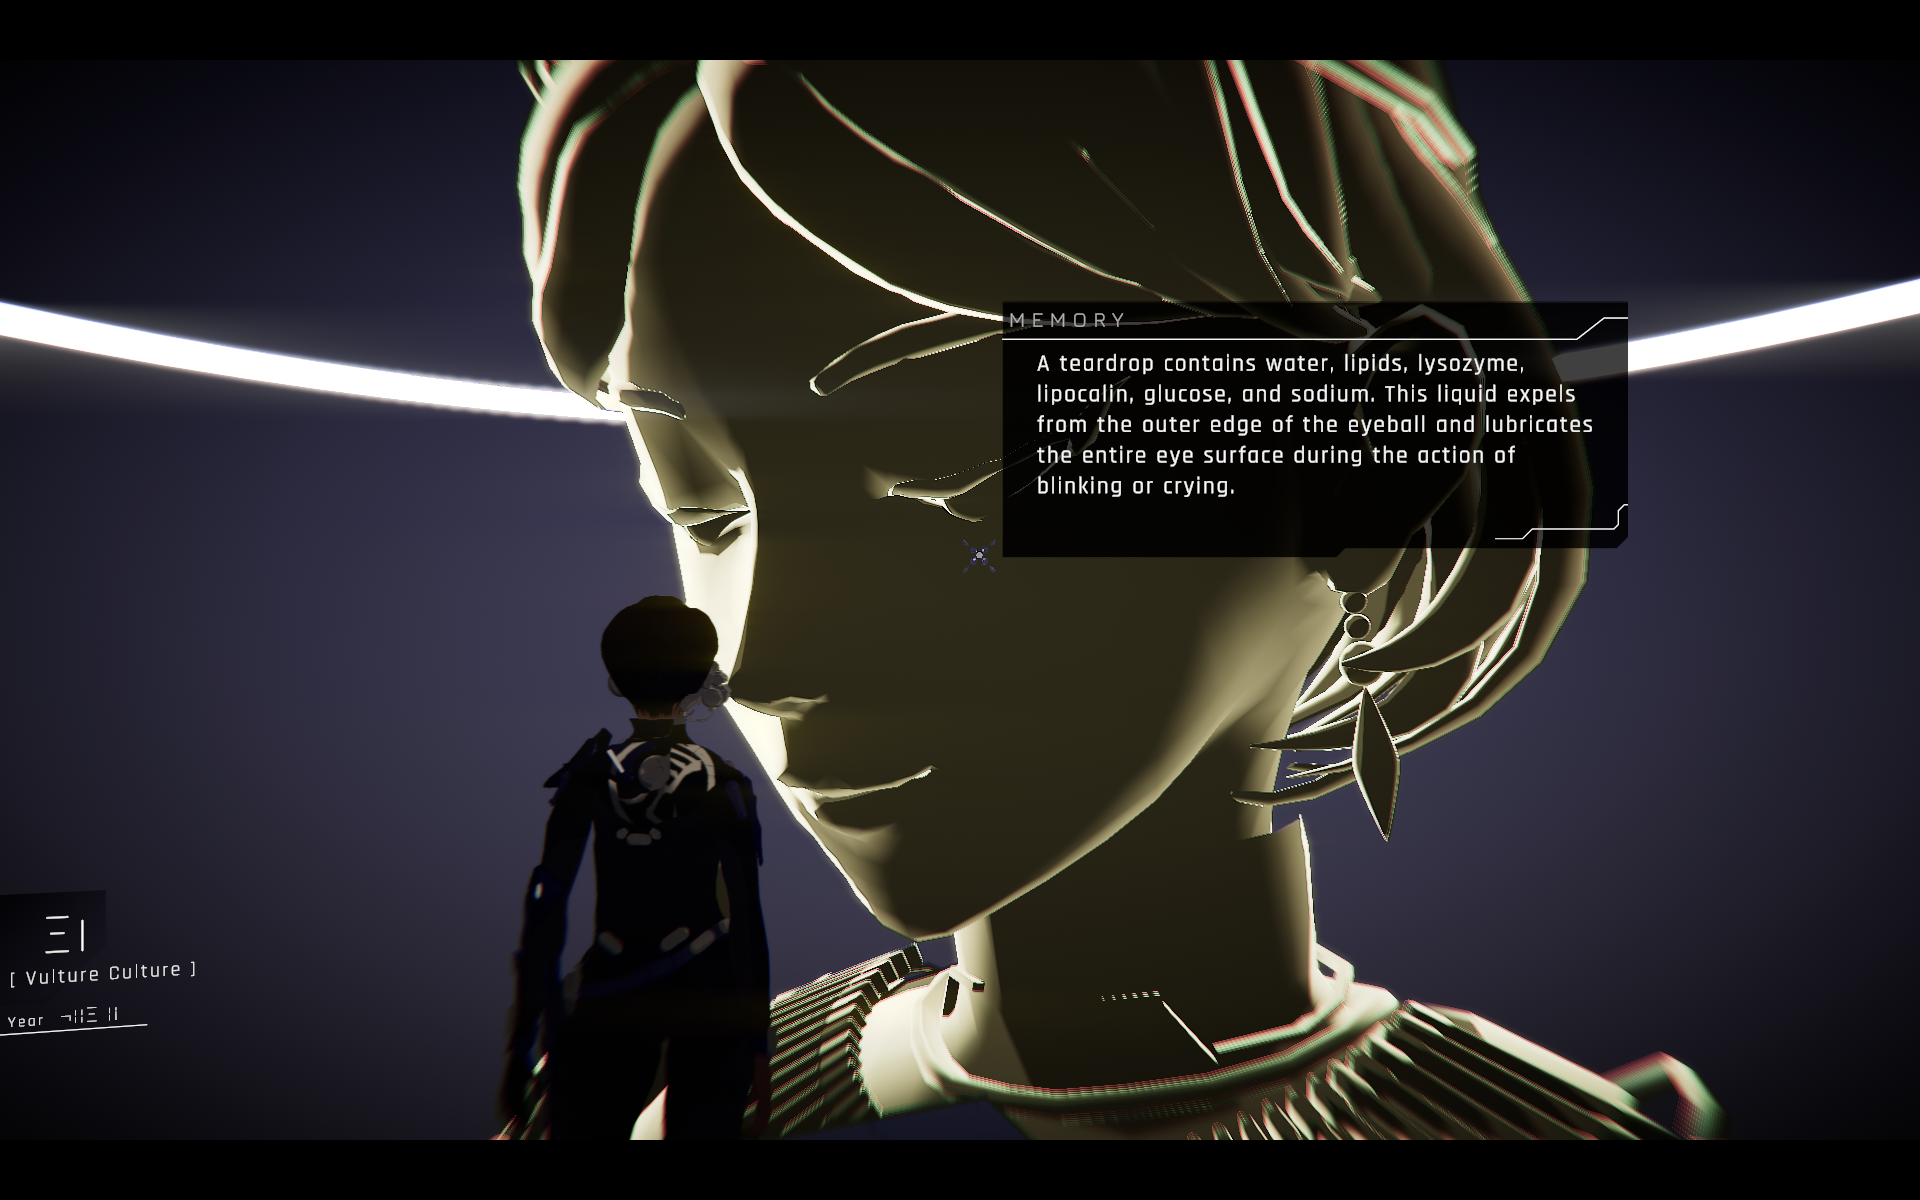 MEMORY
A teardrop contains water, lipids, lysozyme,
lipocalin, glucose, and sodium. This liquid expels
from the outer edge of the eyeball and lubricates
the entire eye surface during the action of
blinking or crying.
[ Vulture Culture ]
Year